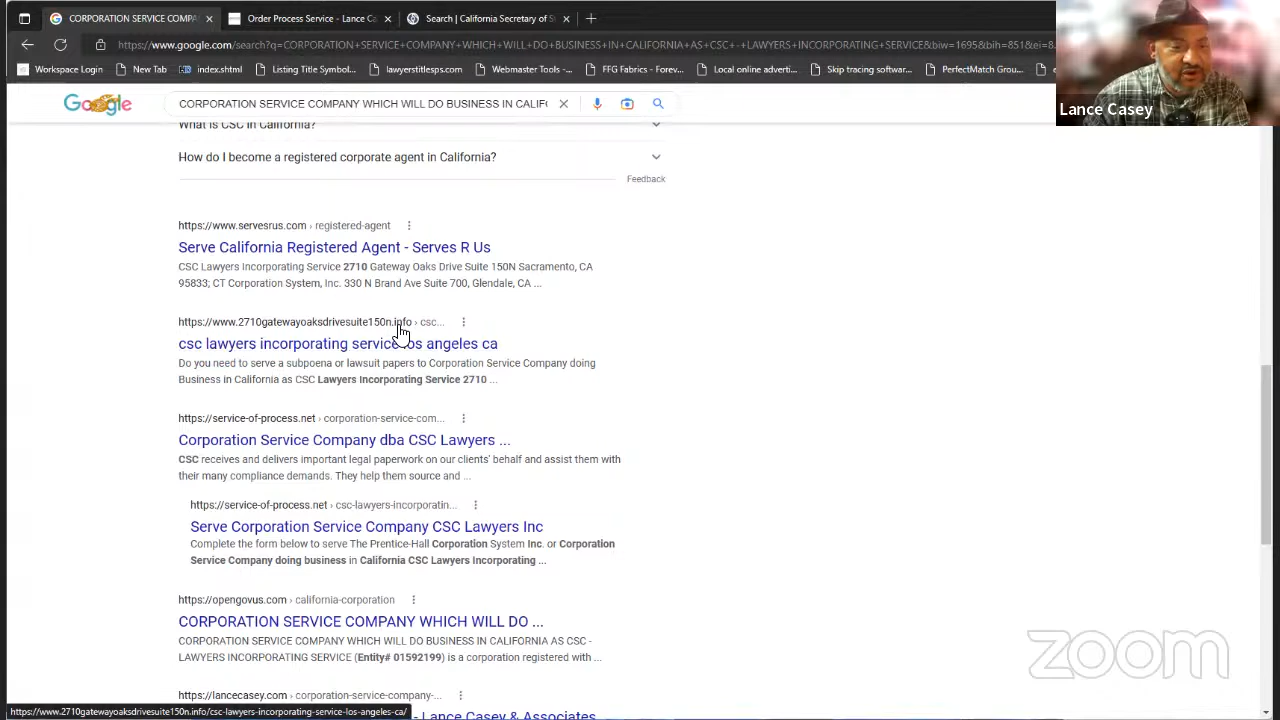 CORPORATION SERVICE COMPA
Order Process Service - Lance Ca
Search | California Secretary of S
https://www.google.com/search?q=CORPORATION+SERVICE+COMPANY+WHICH+WILL+DO+BUSINESS+IN+CALIFORNIA+AS+CSC+-+LAWYERS+INCORPORATING+SERVICE&biw=1695&bih=851&ei=8.
Workspace Login
New Tab
index.shtml
Listing Title Symbol...
lawyerstitleps.com
Webmaster Tools -...
FFG Fabrics - Forev...
Local online adverti...
Skip tracing softwar...
PerfectMatch Grou...
Lance Casey
Google
CORPORATION SERVICE COMPANY WHICH WILL DO BUSINESS IN CALIF
What is CSC in California?
How do I become a registered corporate agent in California?
Feedback
https://www.servesrus.com › registered-agent
Serve California Registered Agent - Serves R Us
CSC Lawyers Incorporating Service 2710 Gateway Oaks Drive Suite 150N Sacramento, CA
95833; CT Corporation System, Inc. 330 N Brand Ave Suite 700, Glendale, CA ...
https://www.2710gatewayoaksdrivesuite150n.info › csc...
csc lawyers incorporating service los angeles ca
Do you need to serve a subpoena or lawsuit papers to Corporation Service Company doing
Business in California as CSC Lawyers Incorporating Service 2710 ...
https://service-of-process.net › corporation-service-com...
Corporation Service Company dba CSC Lawyers ...
CSC receives and delivers important legal paperwork on our clients' behalf and assist them with
their many compliance demands. They help them source and ...
https://service-of-process.net › csc-lawyers-incorporatin...
Serve Corporation Service Company CSC Lawyers Inc
Complete the form below to serve The Prentice-Hall Corporation System Inc. or Corporation
Service Company doing business in California CSC Lawyers Incorporating ...
https://opengovus.com › california-corporation
CORPORATION SERVICE COMPANY WHICH WILL DO ...
CORPORATION SERVICE COMPANY WHICH WILL DO BUSINESS IN CALIFORNIA AS CSC -
LAWYERS INCORPORATING SERVICE (Entity# 01592199) is a corporation registered with ...
zoom
https://lancecasey.com › corporation-service-company-...
- Lance Casey & Associates
https://www.2710gatewayoaksdrivesuite150n.info/csc-lawyers-incorporating-service-los-angeles-ca/